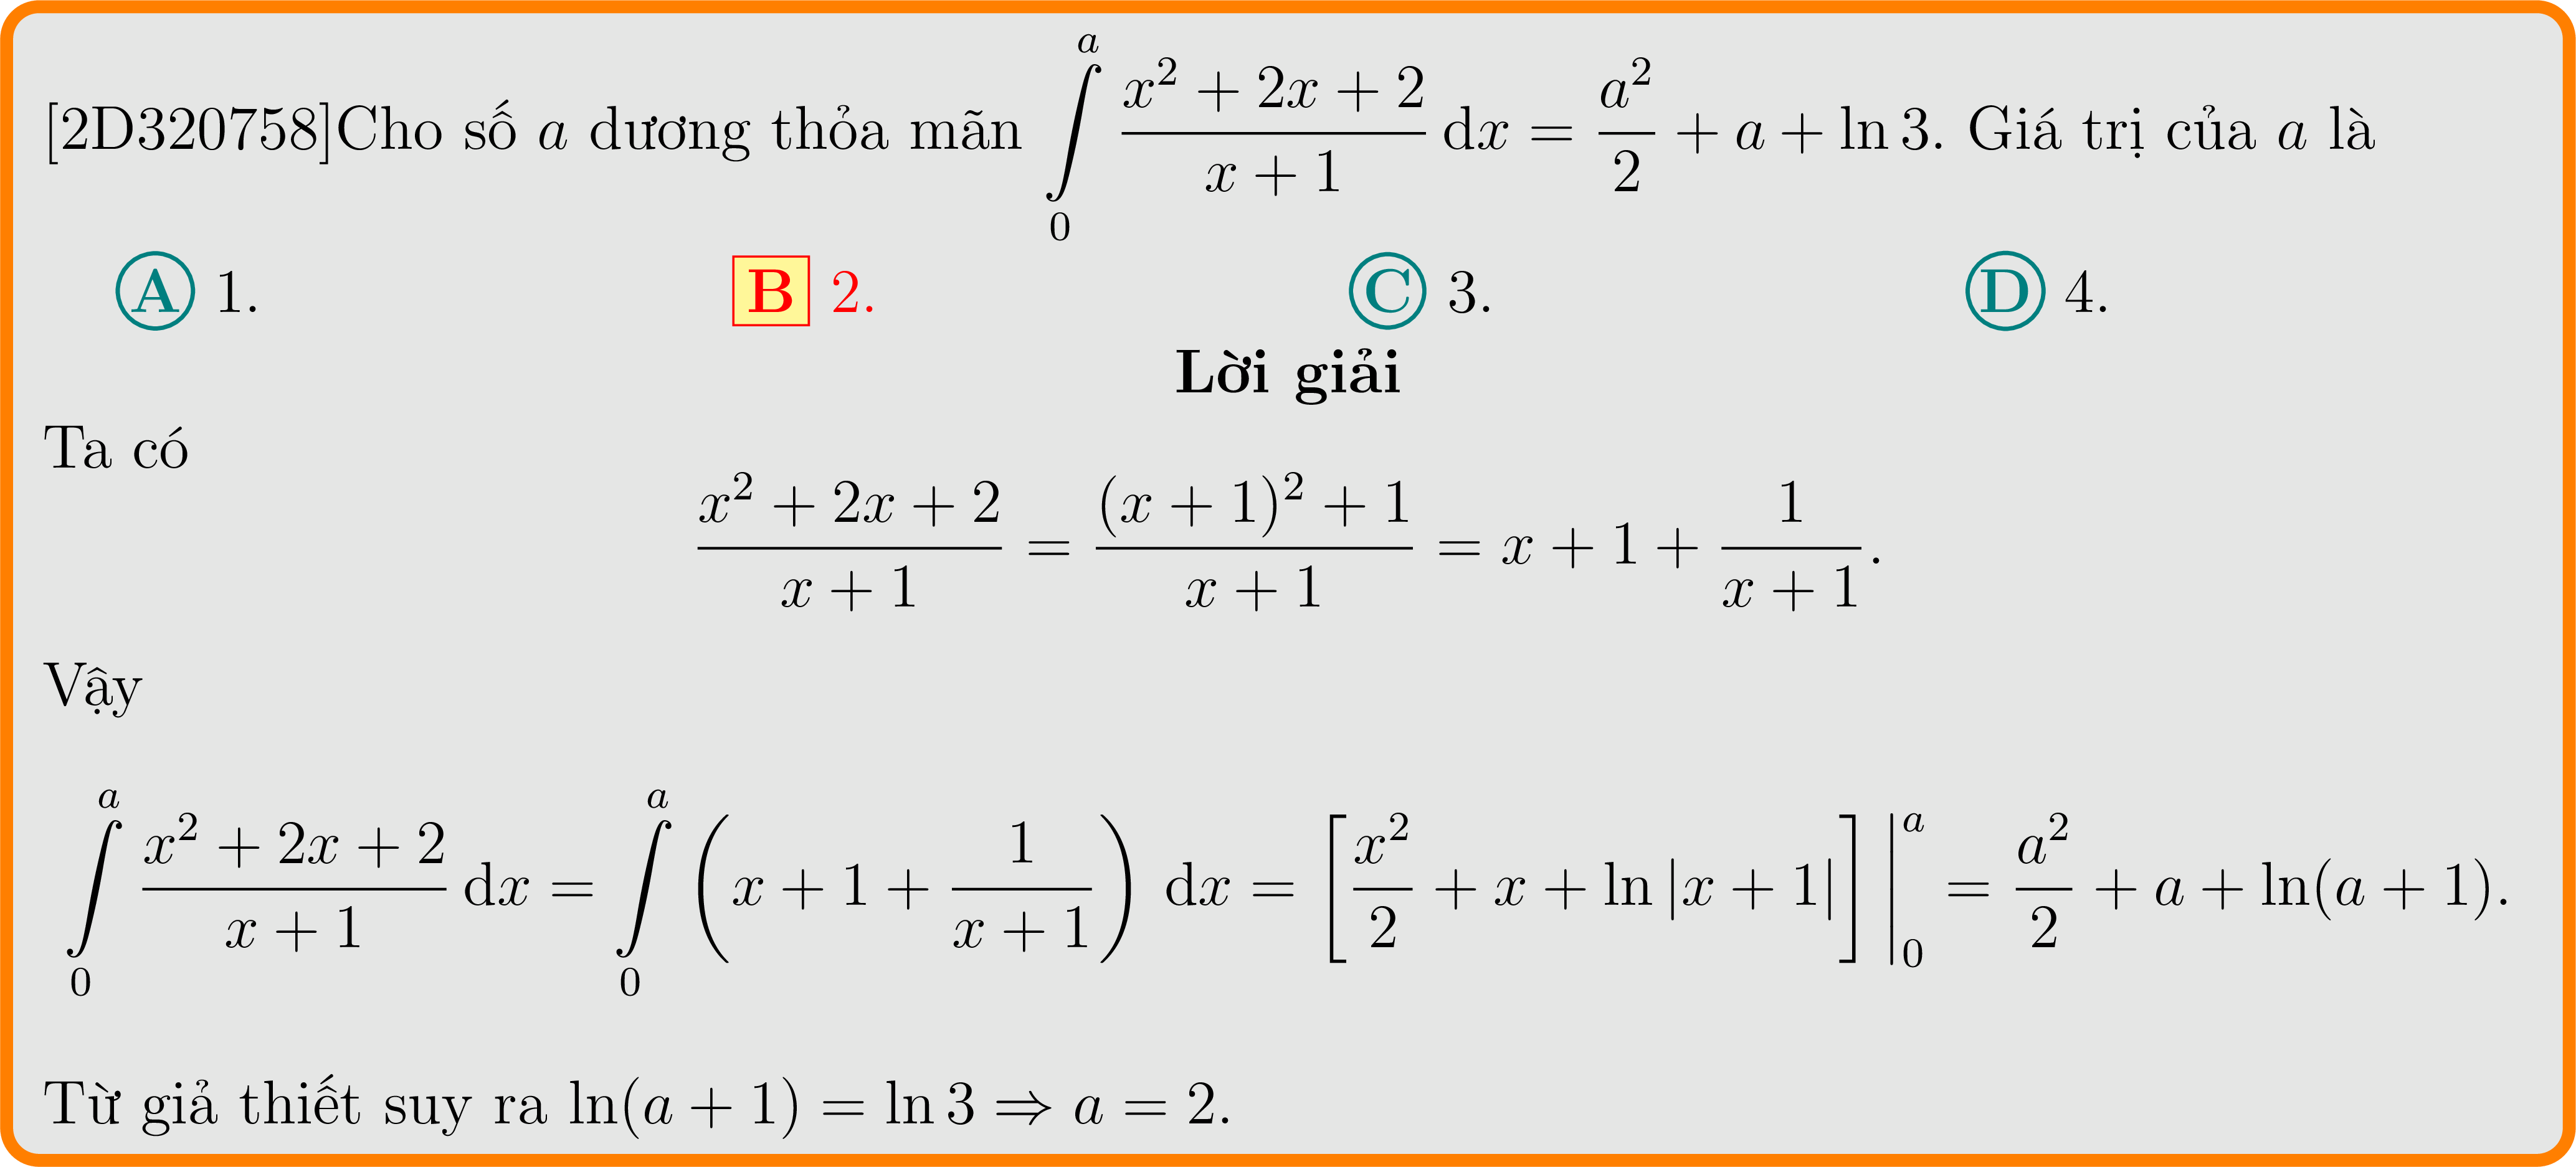 [2D320758]Cho số a dương thỏa mãn $\int\limits_0^a \frac{x^2 + 2x + 2}{x + 1} \, \mathrm{d}x = \frac{a^2}{2} + a + \ln 3$. Giá trị của a là
A 1. B 2. C 3. D 4.
Lời giải
Ta có
$\frac{x^2 + 2x + 2}{x + 1} = \frac{(x + 1)^2 + 1}{x + 1} = x + 1 + \frac{1}{x + 1}.$
Vậy
$\int\limits_0^a \frac{x^2 + 2x + 2}{x + 1} \, \mathrm{d}x = \int\limits_0^a \left( x + 1 + \frac{1}{x + 1} \right) \, \mathrm{d}x = \left[ \frac{x^2}{2} + x + \ln |x + 1| \right] \Big|_0^a = \frac{a^2}{2} + a + \ln(a + 1).$
Từ giả thiết suy ra $\ln(a + 1) = \ln 3 \Rightarrow a = 2.$